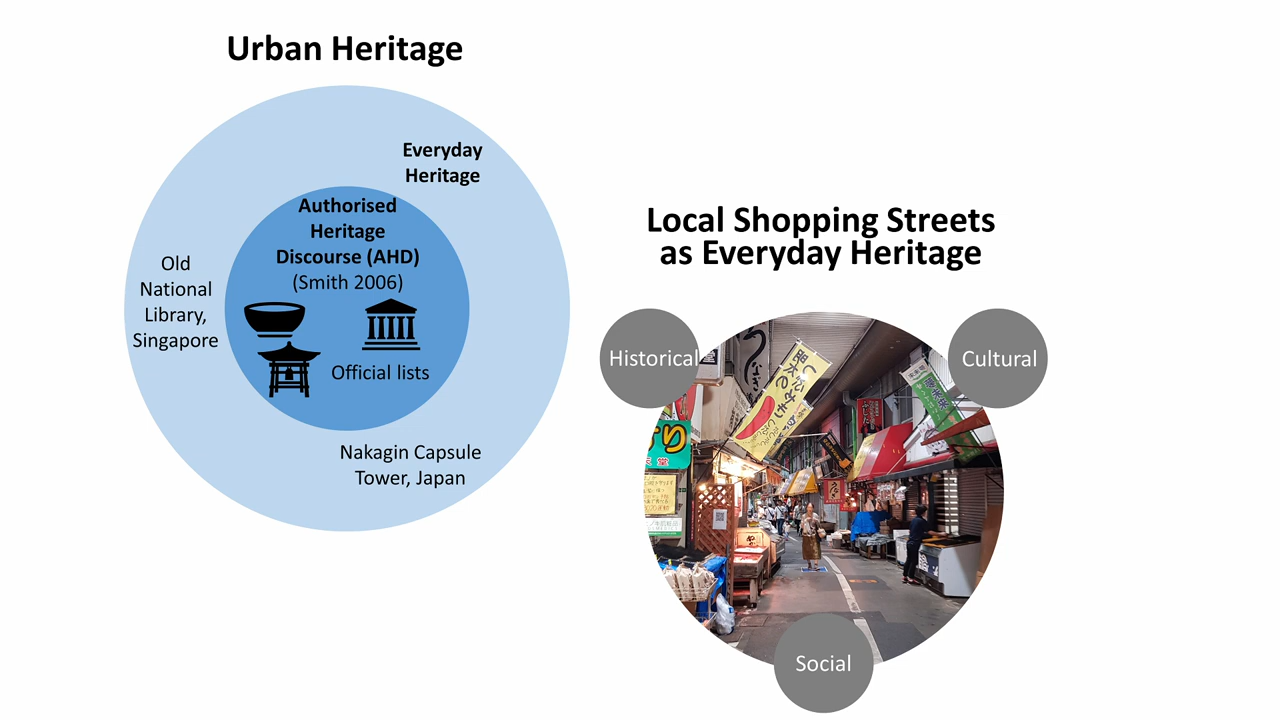 Urban Heritage
Everyday
Heritage
Authorised
Heritage
Discourse (AHD)
(Smith 2006)
Official lists
Old
National
Library,
Singapore
Nakagin Capsule
Tower, Japan
Local Shopping Streets
as Everyday Heritage
Historical
Cultural
Social